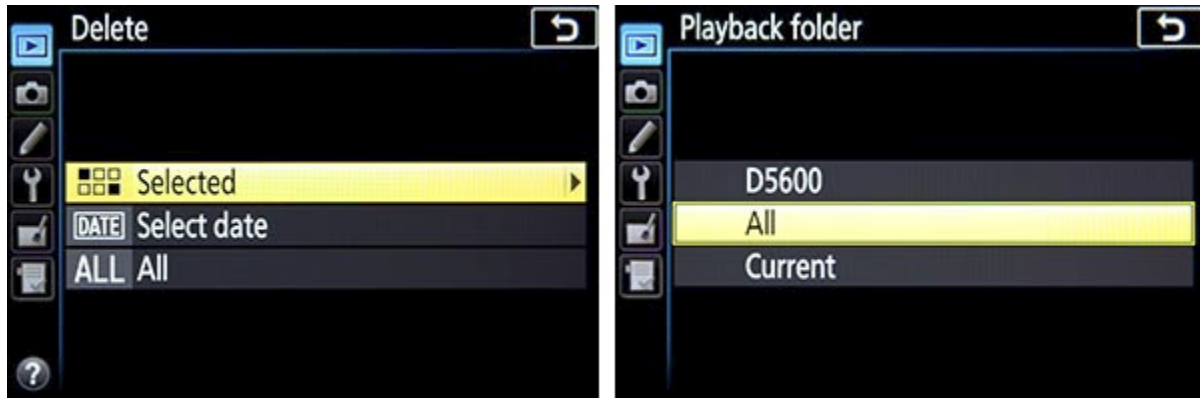 Delete
Selected
DATE Select date
ALL All
?
Playback folder
D5600
All
Current